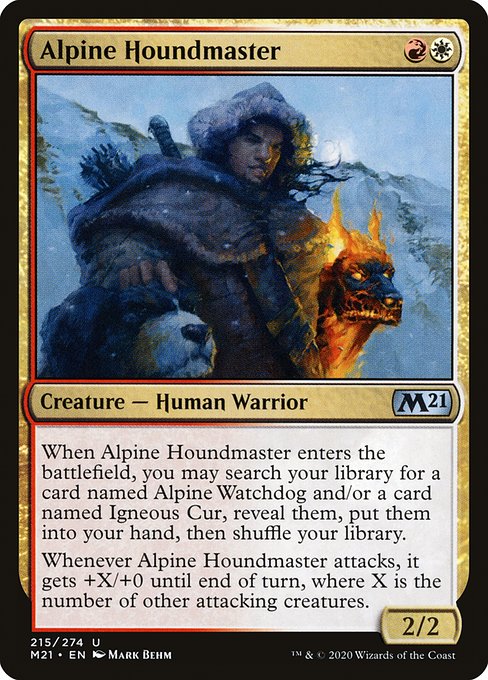 Alpine Houndmaster
Creature — Human Warrior
M21
When Alpine Houndmaster enters the
battlefield, you may search your library for a
card named Alpine Watchdog and/or a card
named Igneous Cur, reveal them, put them
into your hand, then shuffle your library.
Whenever Alpine Houndmaster attacks, it
gets +X/+0 until end of turn, where X is the
number of other attacking creatures.
2/2
215/274 U
M21 • EN Mark Behm
™ & © 2020 Wizards of the Coast